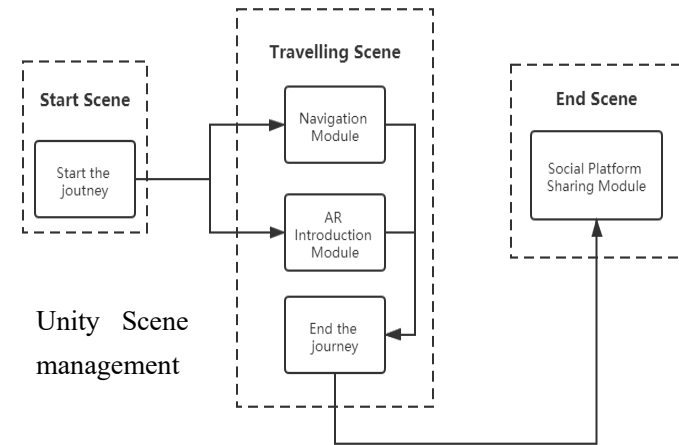 Start Scene
Start the
joutney
Travelling Scene
Navigation
Module
AR
Introduction
Module
End the
journey
End Scene
Social Platform
Sharing Module
Unity Scene
management